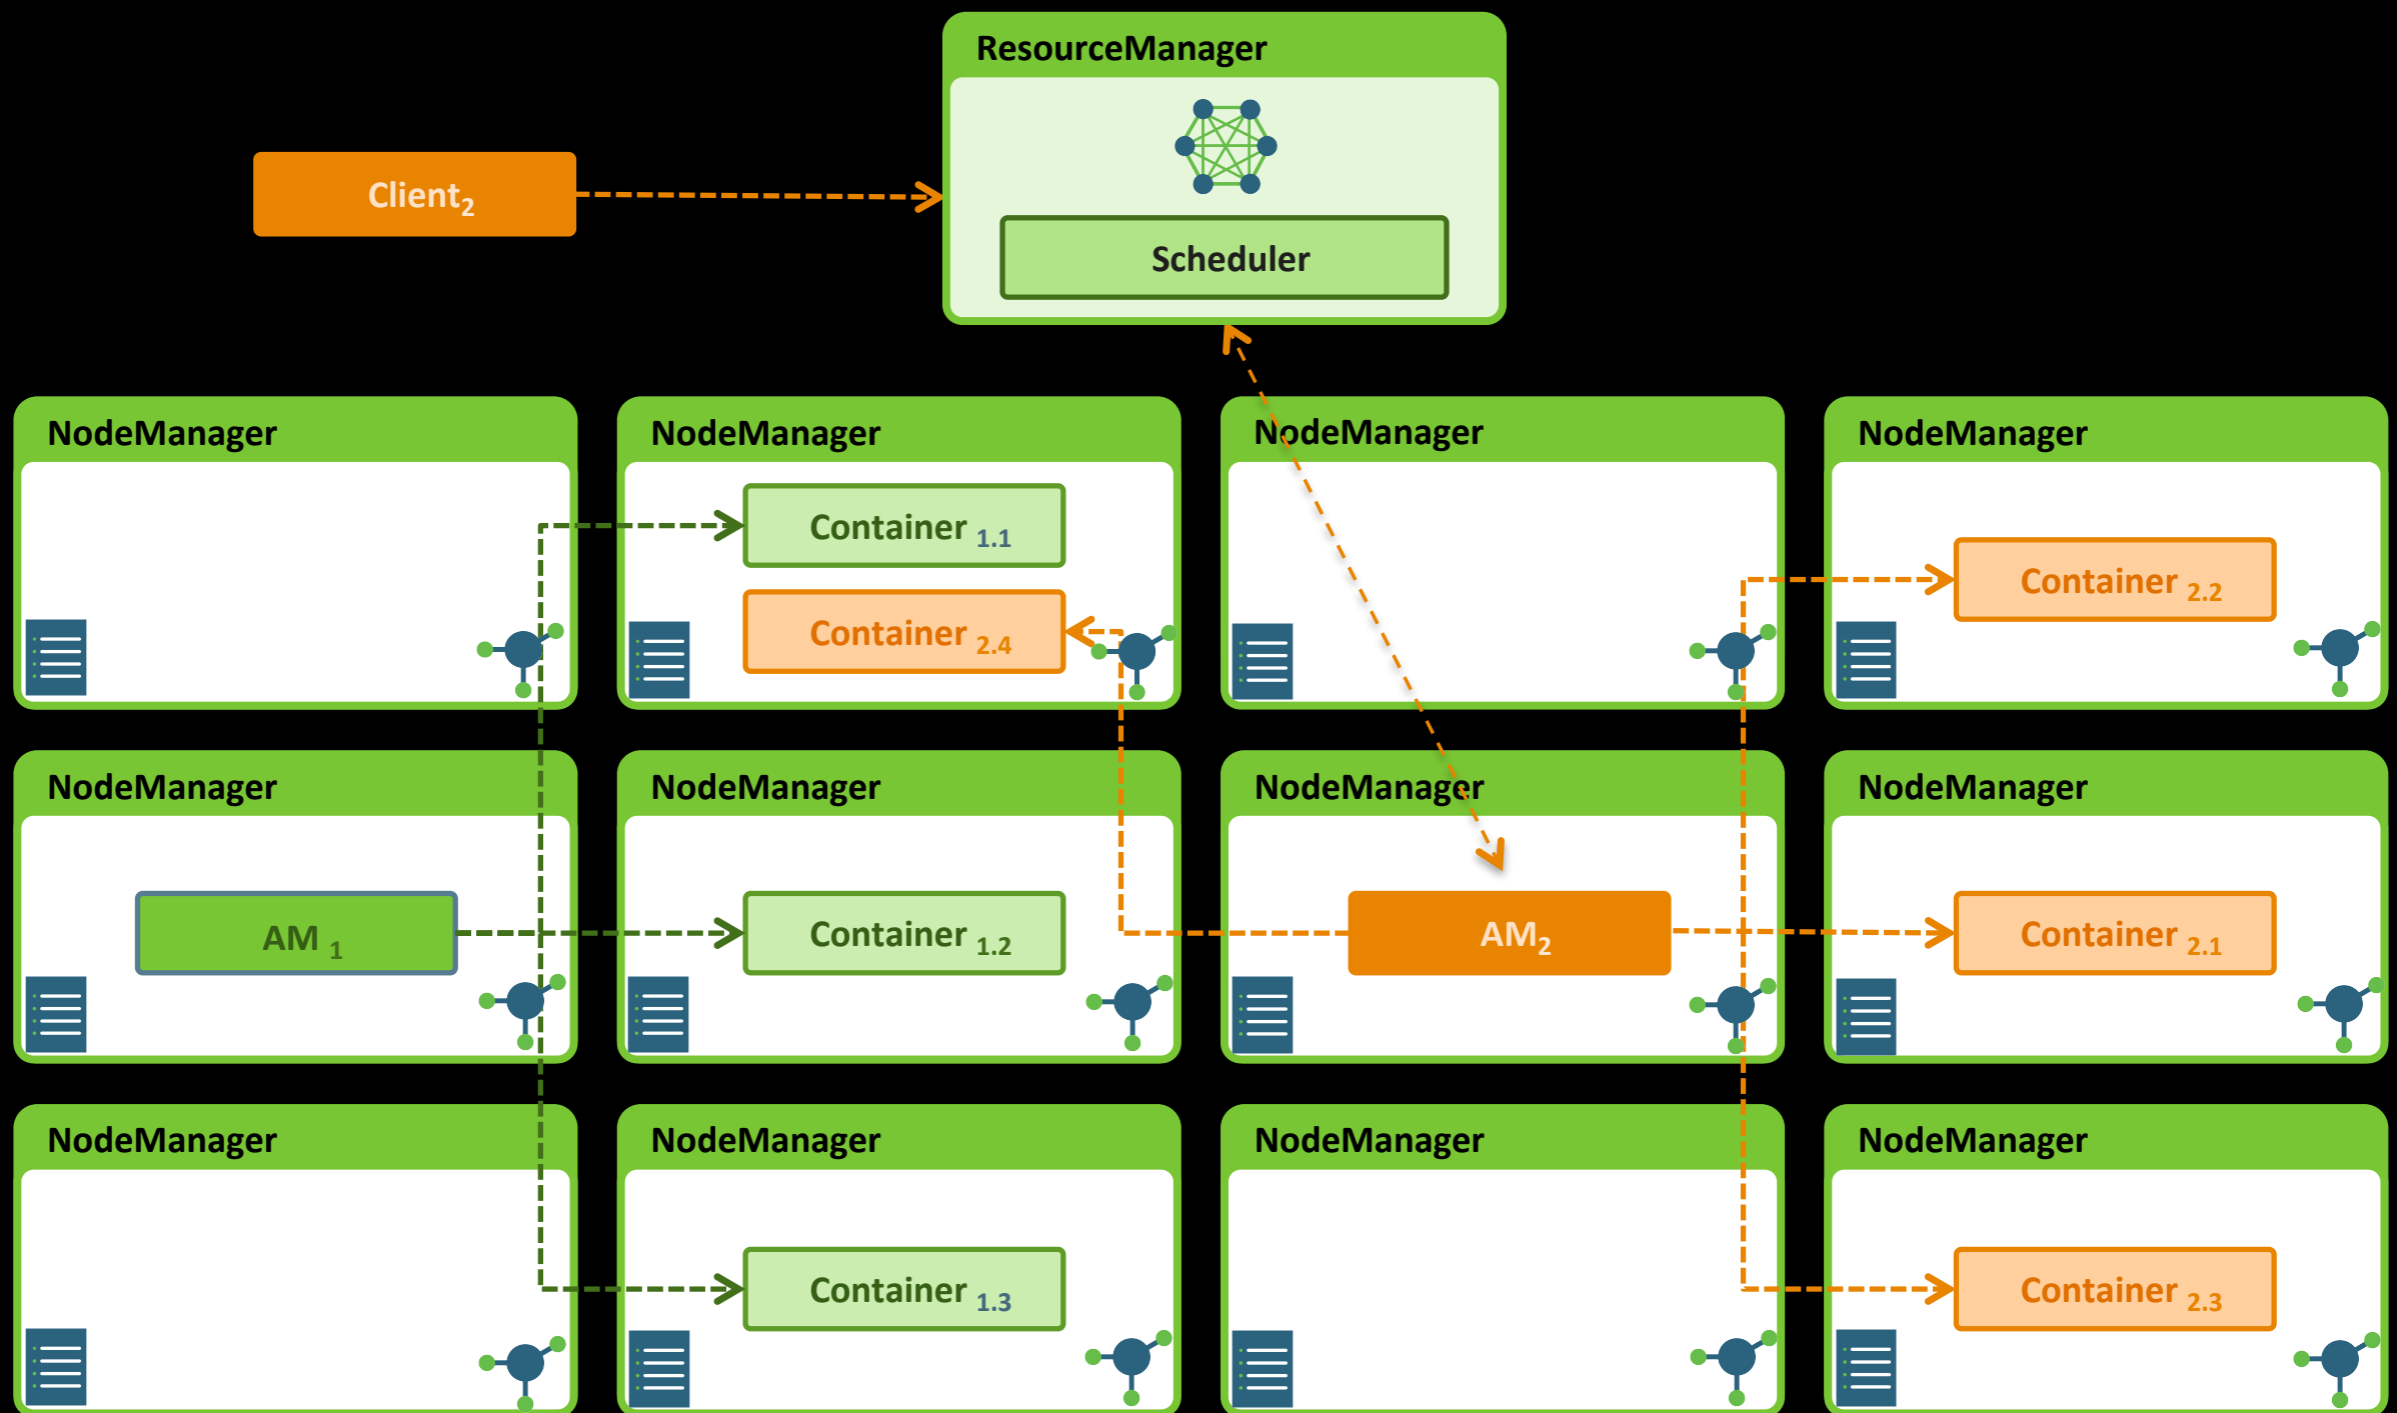 ResourceManager
Client2
Scheduler
NodeManager
NodeManager
NodeManager
NodeManager
Container 1.1
Container 2.4
Container 2.2
NodeManager
NodeManager
NodeManager
NodeManager
AM 1
Container 1.2
AM2
Container 2.1
NodeManager
NodeManager
NodeManager
NodeManager
Container 1.3
Container 2.3